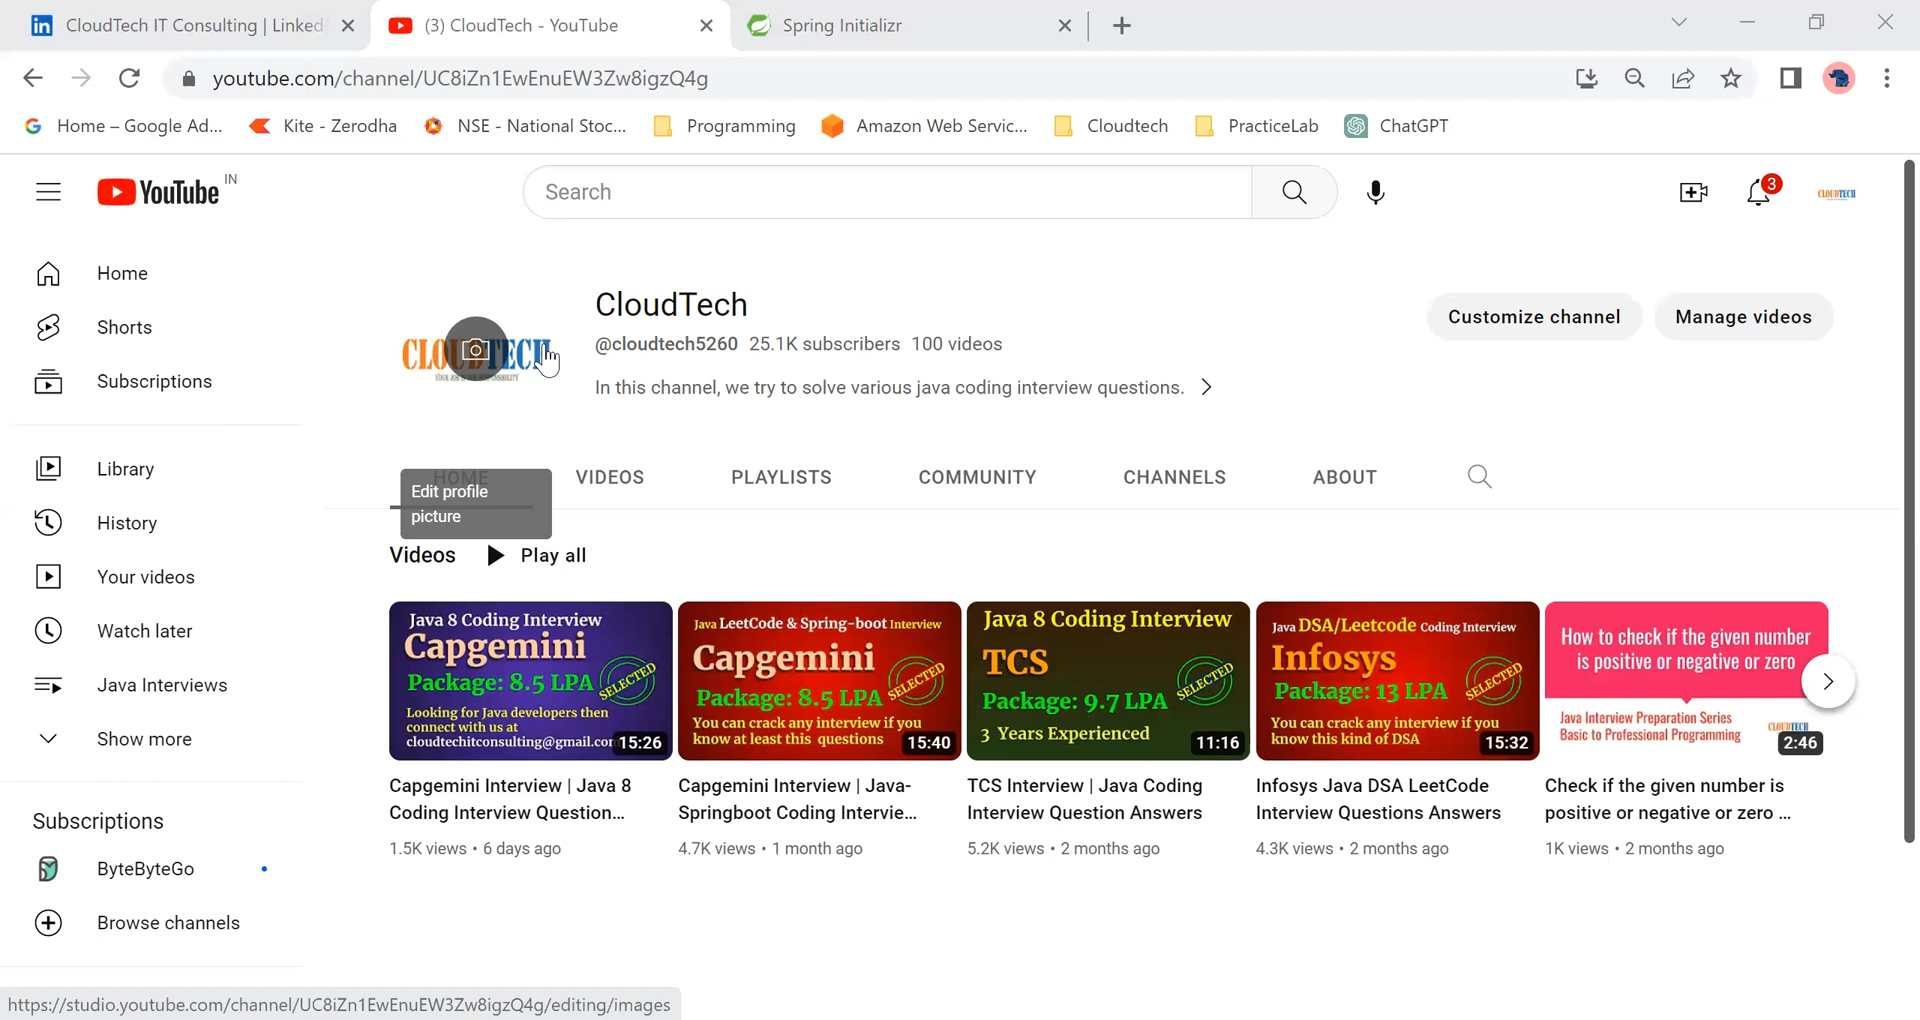 CloudTech IT Consulting | Linked
(3) CloudTech - YouTube
Spring Initializr
youtube.com/channel/UC8iZn1EwEnuEW3Zw8igzQ4g
Home – Google Ad...
Kite - Zerodha
NSE - National Stoc...
Programming
Amazon Web Servic...
Cloudtech
PracticeLab
ChatGPT
YouTube IN
Search
3
CLOUDTECH
Home
Shorts
Subscriptions
Library
History
Your videos
Watch later
Java Interviews
Show more
Subscriptions
ByteByteGo
Browse channels
CloudTech
@cloudtech5260 25.1K subscribers 100 videos
In this channel, we try to solve various java coding interview questions.
Customize channel
Manage videos
HOME
VIDEOS
PLAYLISTS
COMMUNITY
CHANNELS
ABOUT
Edit profile
picture
Videos
Play all
Java 8 Coding Interview
Capgemini
Package: 8.5 LPA
SELECTED
Looking for Java developers then
connect with us at
cloudtechitconsulting@gmail.com
15:26
Capgemini Interview | Java 8
Coding Interview Question...
1.5K views • 6 days ago
Java LeetCode & Spring-boot Interview
Capgemini
Package: 8.5 LPA
SELECTED
You can crack any interview if you
know at least this questions
15:40
Capgemini Interview | Java-
Springboot Coding Intervie...
4.7K views • 1 month ago
Java 8 Coding Interview
TCS
Package: 9.7 LPA
SELECTED
3 Years Experienced
11:16
TCS Interview | Java Coding
Interview Question Answers
5.2K views • 2 months ago
Java DSA/Leetcode Coding Interview
Infosys
Package: 13 LPA
SELECTED
You can crack any interview if you
know this kind of DSA
15:32
Infosys Java DSA LeetCode
Interview Questions Answers
4.3K views • 2 months ago
How to check if the given number
is positive or negative or zero
Java Interview Preparation Series
Basic to Professional Programming
CLOUDTECH
2:46
Check if the given number is
positive or negative or zero ...
1K views • 2 months ago
https://studio.youtube.com/channel/UC8iZn1EwEnuEW3Zw8igzQ4g/editing/images